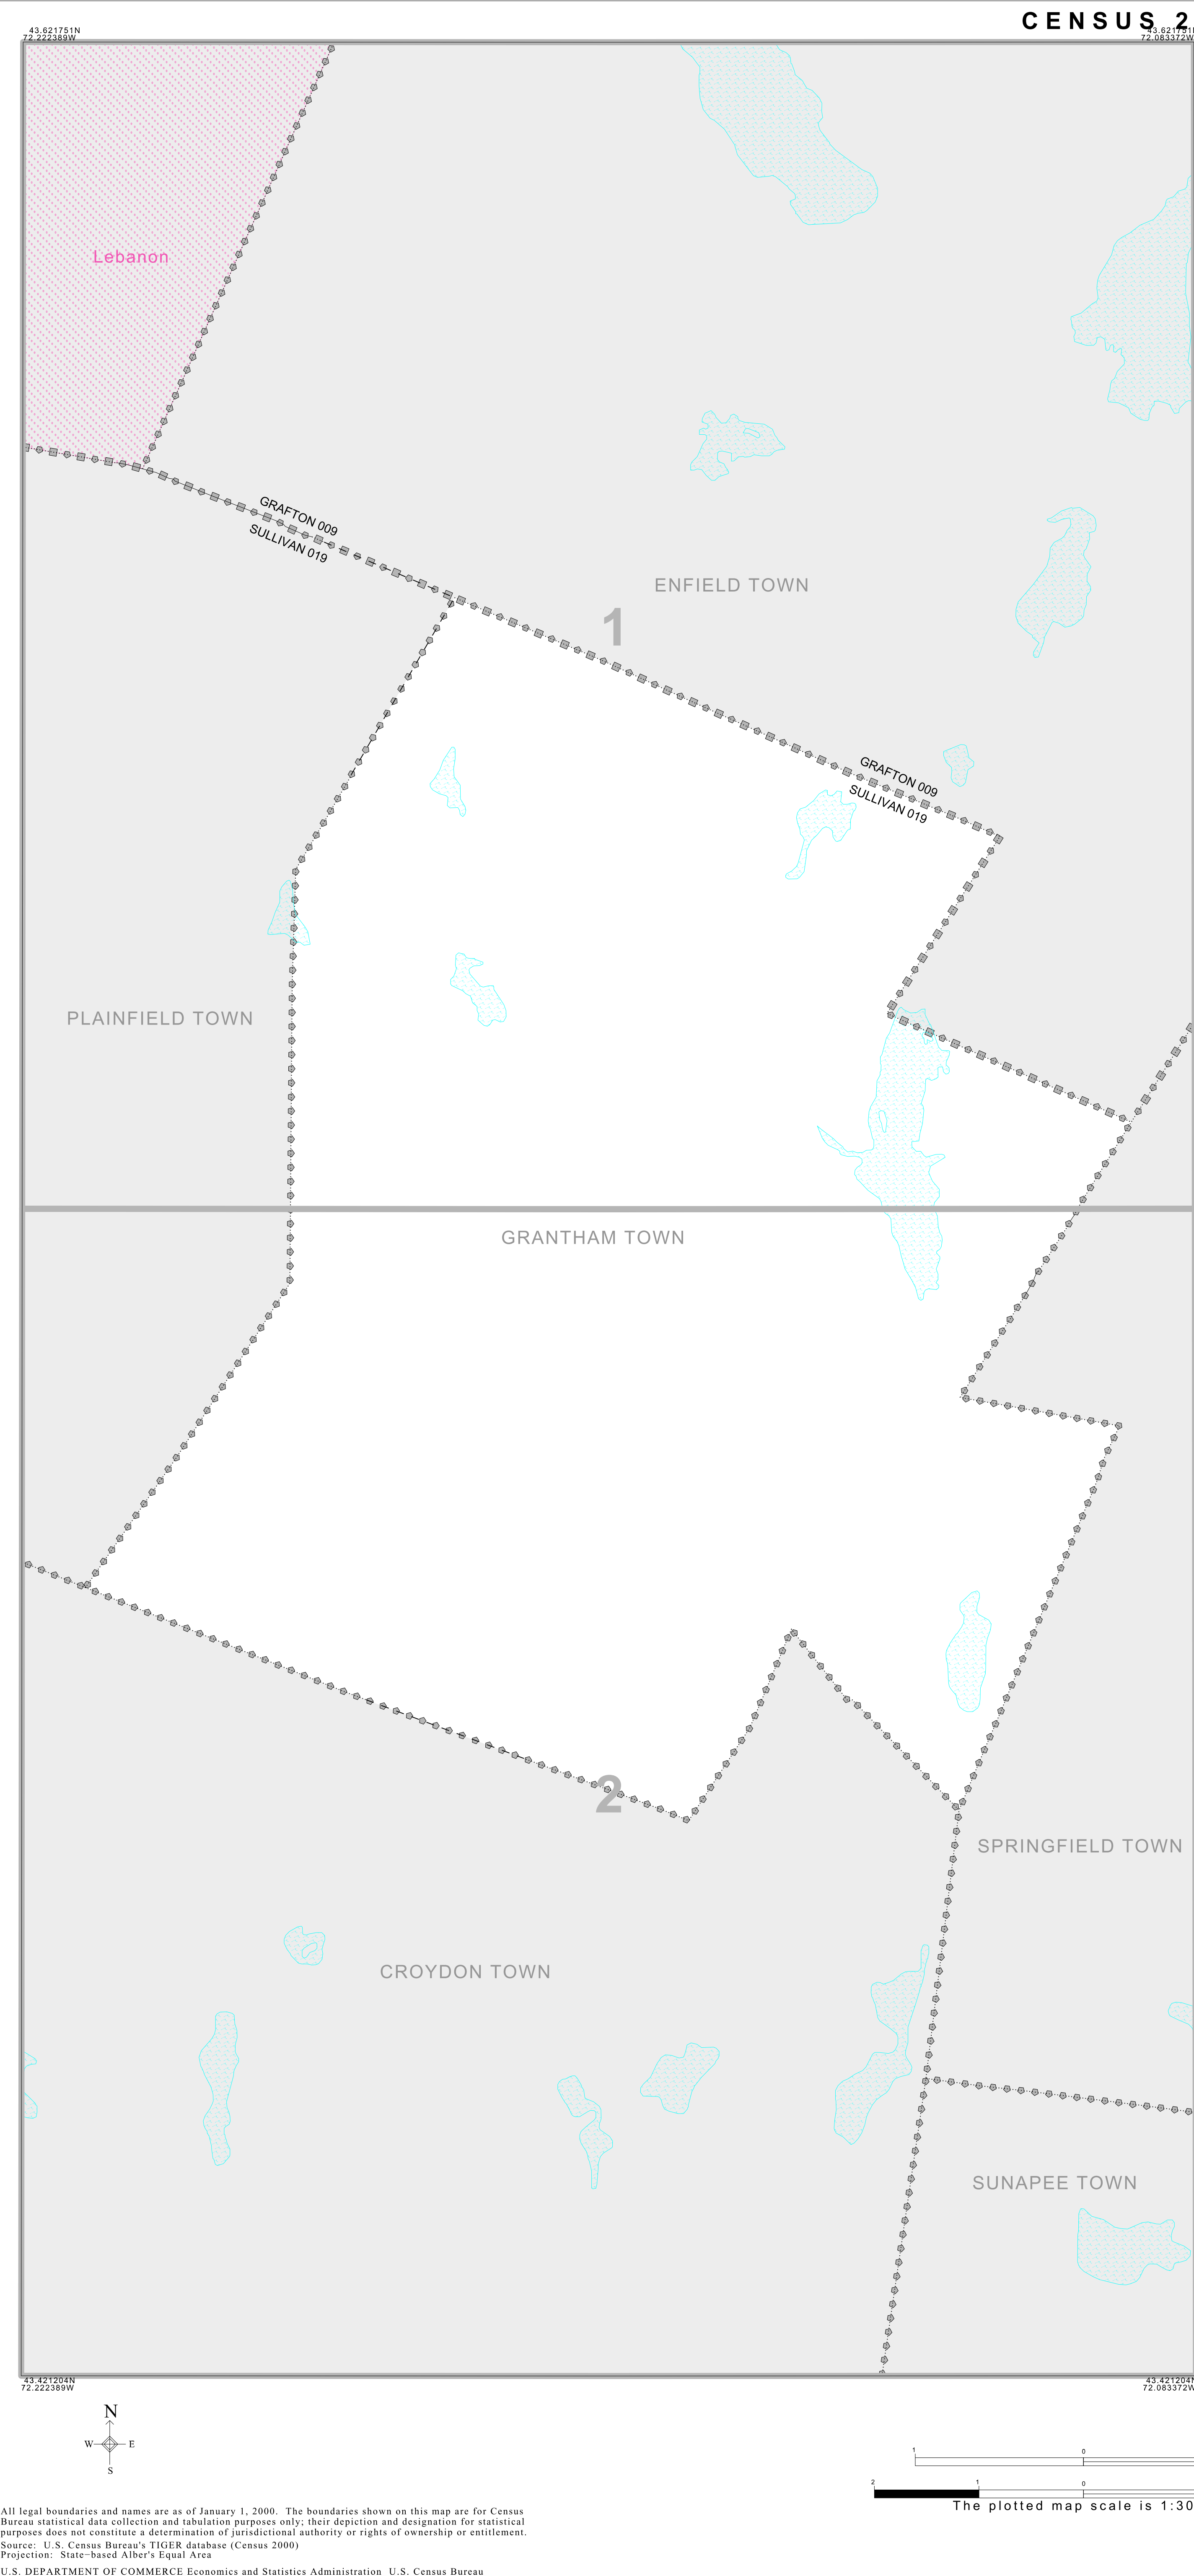 CENSUS 2
43.621751N
72.222389W
43.621751N
72.083372W
Lebanon
GRAFTON 009
SULLIVAN 019
ENFIELD TOWN
1
GRAFTON 009
SULLIVAN 019
PLAINFIELD TOWN
GRANTHAM TOWN
2
SPRINGFIELD TOWN
CROYDON TOWN
SUNAPEE TOWN
43.421204N
72.222389W
43.421204N
72.083372W
N
W E
S
1 0
2 1 0
The plotted map scale is 1:30
All legal boundaries and names are as of January 1, 2000. The boundaries shown on this map are for Census
Bureau statistical data collection and tabulation purposes only; their depiction and designation for statistical
purposes does not constitute a determination of jurisdictional authority or rights of ownership or entitlement.
Source: U.S. Census Bureau's TIGER database (Census 2000)
Projection: State-based Alber's Equal Area
U.S. DEPARTMENT OF COMMERCE Economics and Statistics Administration U.S. Census Bureau